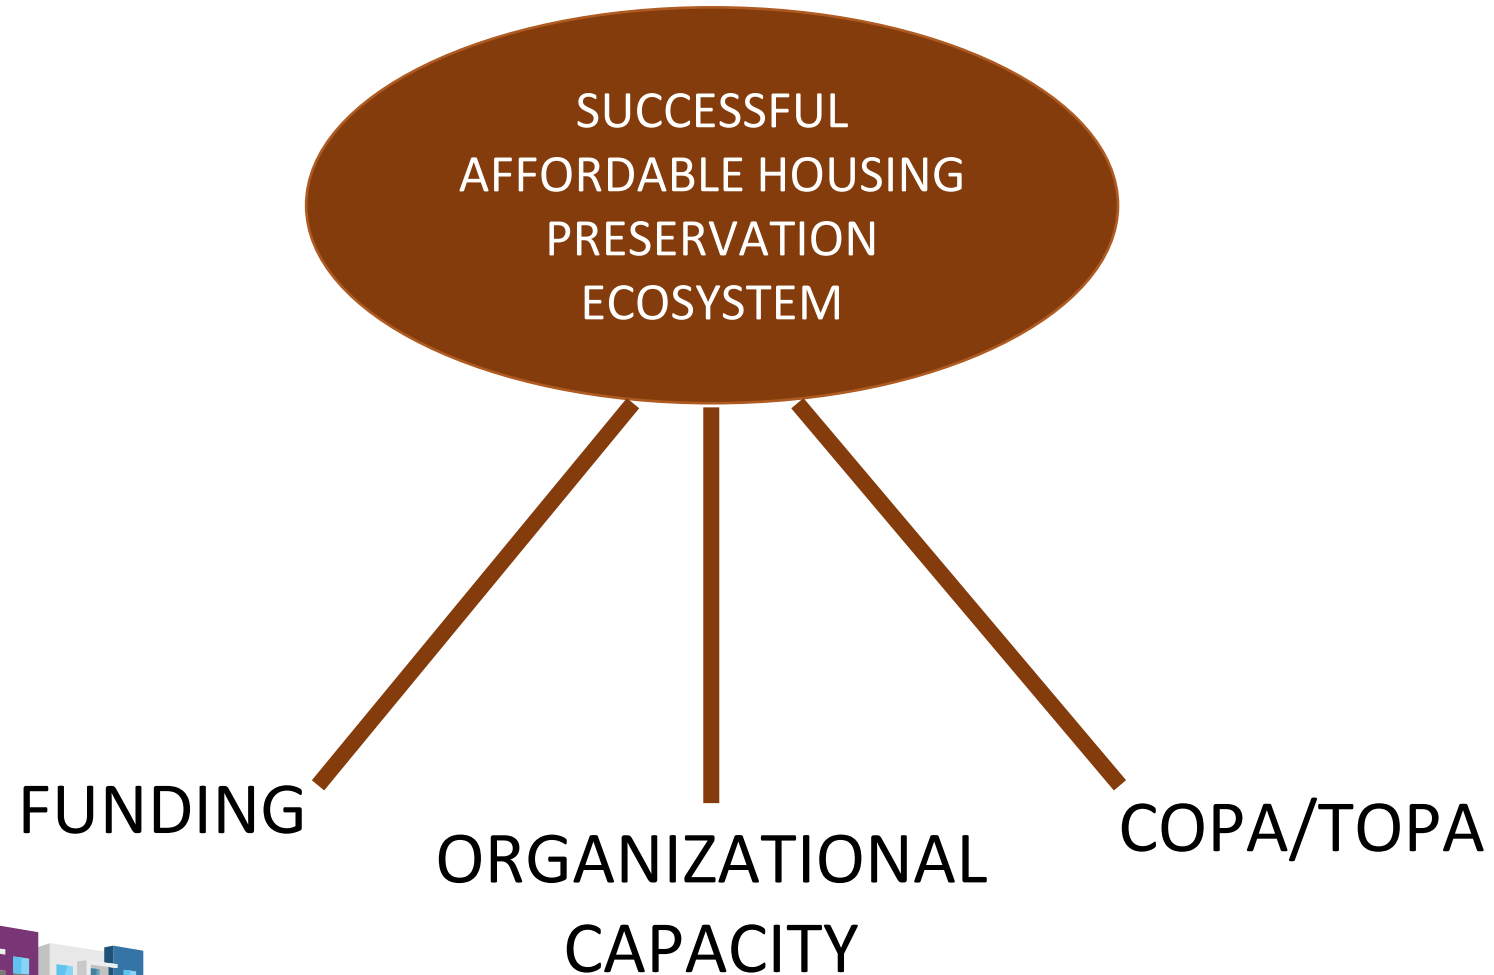 SUCCESSFUL
AFFORDABLE HOUSING
PRESERVATION
ECOSYSTEM
FUNDING
ORGANIZATIONAL
CAPACITY
COPA/TOPA